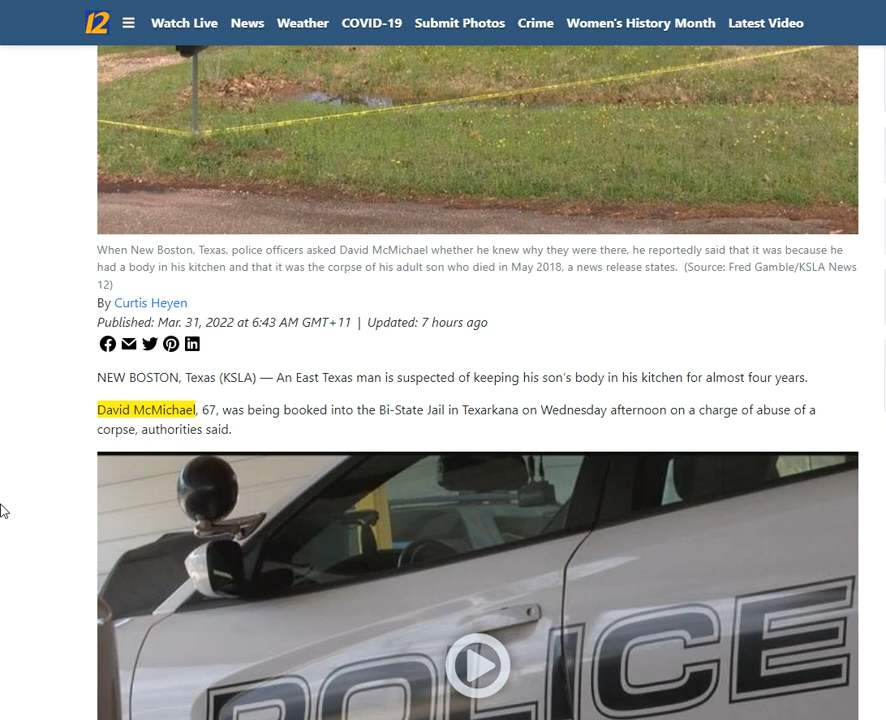 12 Watch Live News Weather COVID-19 Submit Photos Crime Women's History Month Latest Video
When New Boston, Texas, police officers asked David McMichael whether he knew why they were there, he reportedly said that it was because he
had a body in his kitchen and that it was the corpse of his adult son who died in May 2018, a news release states. (Source: Fred Gamble/KSLA News
12)
By Curtis Heyen
Published: Mar. 31, 2022 at 6:43 AM GMT+11 | Updated: 7 hours ago
NEW BOSTON, Texas (KSLA) — An East Texas man is suspected of keeping his son's body in his kitchen for almost four years.
David McMichael, 67, was being booked into the Bi-State Jail in Texarkana on Wednesday afternoon on a charge of abuse of a
corpse, authorities said.
POLICE